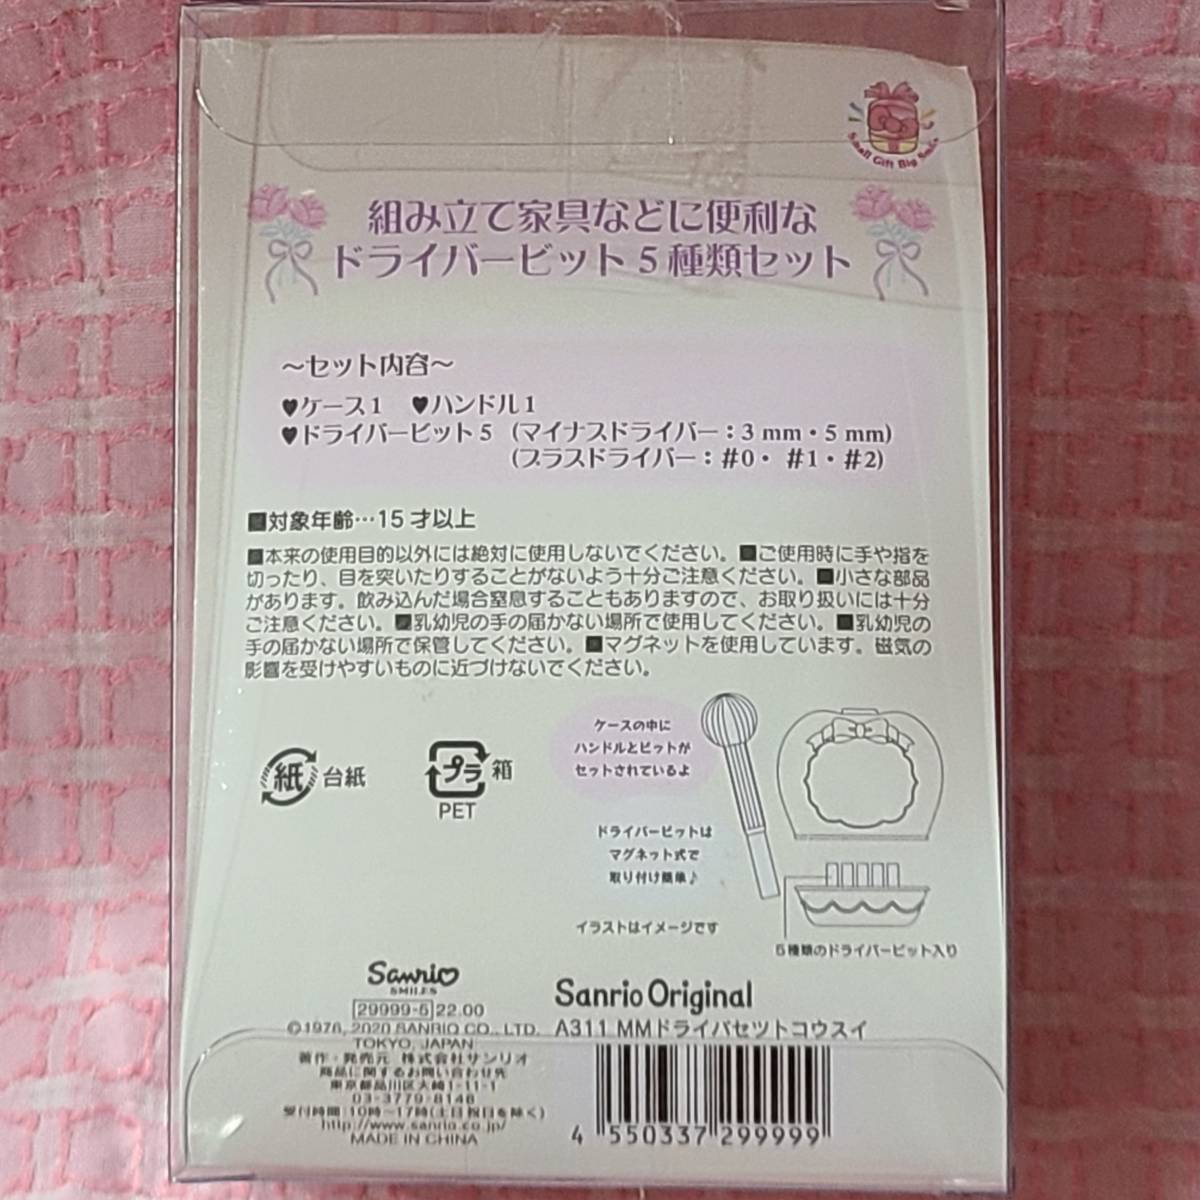 Small Gift Big Smile
組み立て家具などに便利な
ドライバービット5種類セット
～セット内容～
♥ケース1 ♥ハンドル1
♥ドライバービット5 (マイナスドライバー：3 mm・5 mm)
(プラスドライバー：#0・ #1・#2)
■対象年齢…15才以上
■本来の使用目的以外には絶対に使用しないでください。■ご使用時に手や指を
切ったり、目を突いたりすることがないよう十分ご注意ください。■小さな部品
があります。飲み込んだ場合窒息することもありますので、お取り扱いには十分
ご注意ください。■乳幼児の手の届かない場所で使用してください。■乳幼児の
手の届かない場所で保管してください。■マグネットを使用しています。磁気の
影響を受けやすいものに近づけないでください。
ケースの中に
ハンドルとビットが
セットされているよ
紙 台紙
プラ 箱
PET
ドライバービットは
マグネット式で
取り付け簡単♪
イラストはイメージです
5種類のドライバービット入り
Sanrio
SMILES
29999-5 22.00
©1976, 2020 SANRIO CO., LTD.
TOKYO, JAPAN
著作・発売元 株式会社サンリオ
商品に関するお問い合わせ先
東京都品川区大崎1-11-1
03-3779-8148
受付時間:10時～17時(土日祝日を除く)
http://www.sanrio.co.jp/
MADE IN CHINA
Sanrio Original
A311 MMドライバセツトコウスイ
4 550337 299999